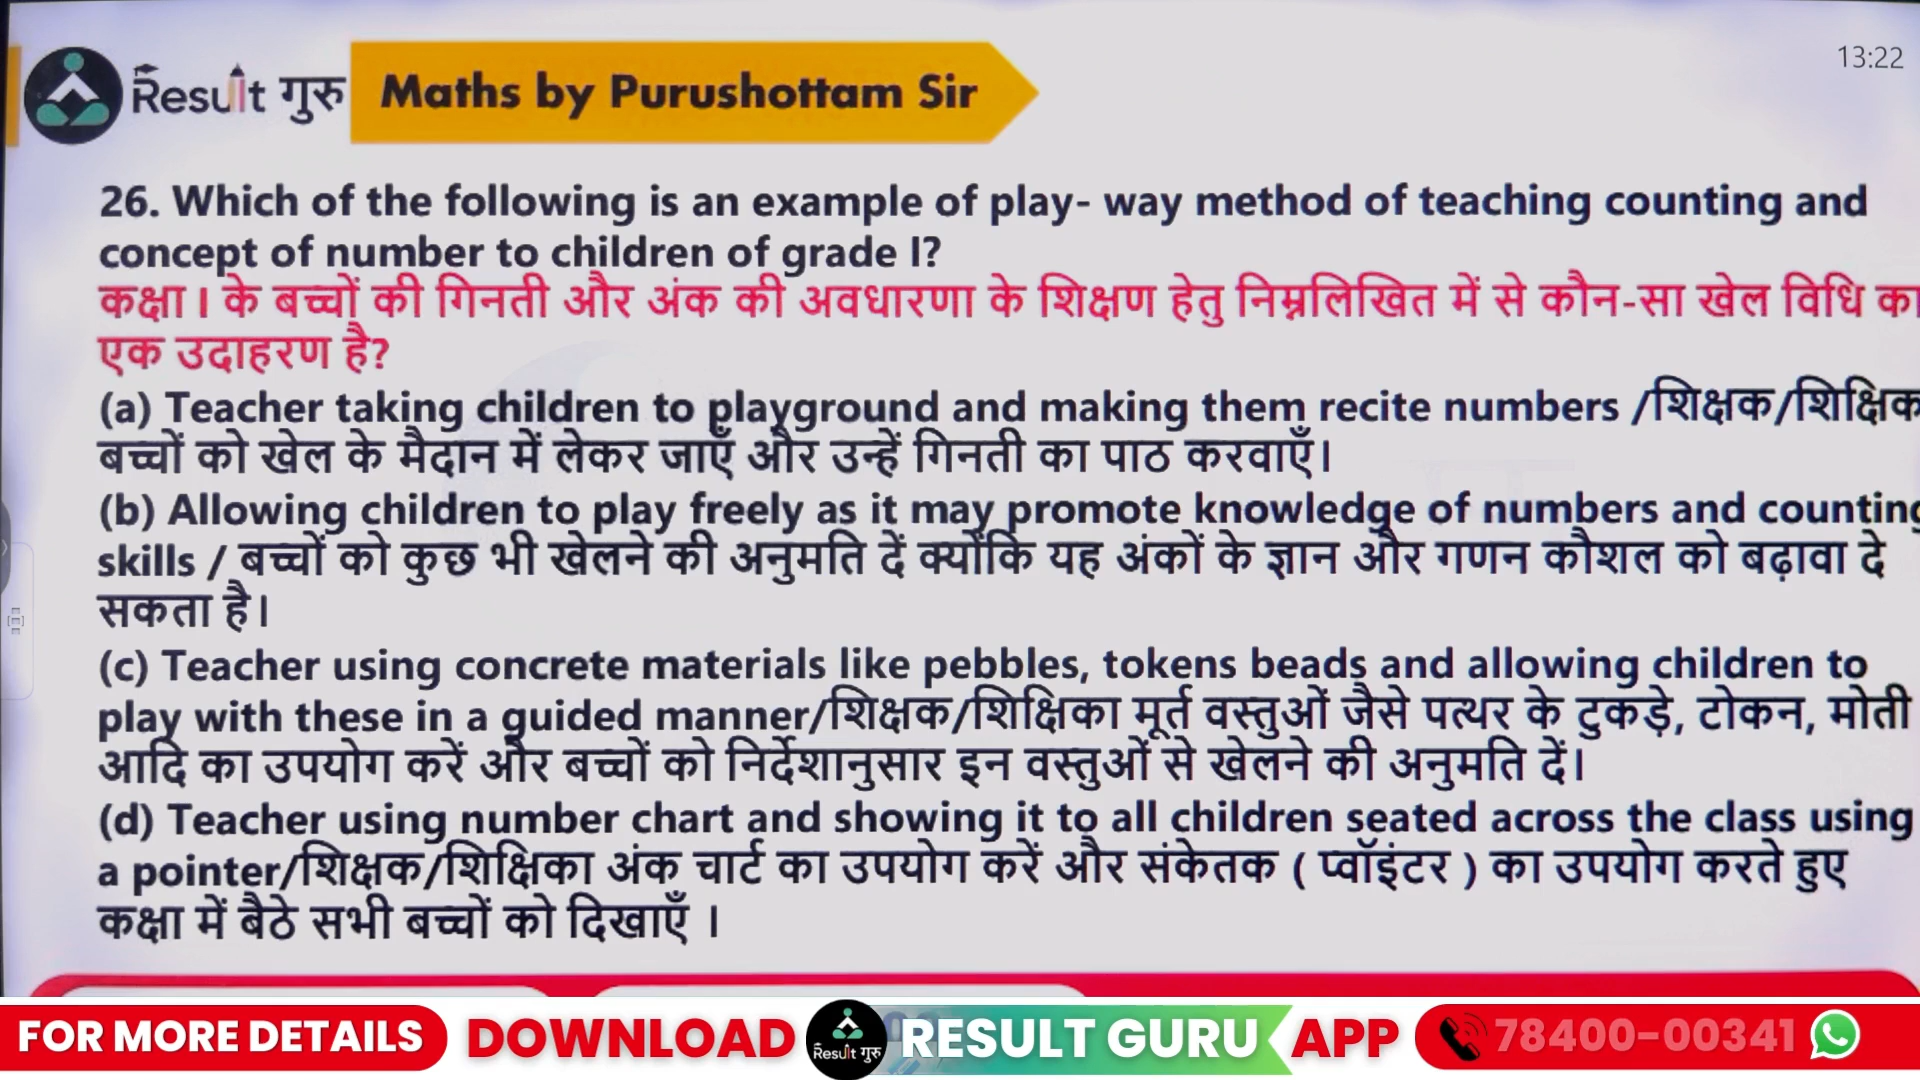 Result गुरु Maths by Purushottam Sir
13:22
26. Which of the following is an example of play- way method of teaching counting and
concept of number to children of grade I?
कक्षा I के बच्चों की गिनती और अंक की अवधारणा के शिक्षण हेतु निम्नलिखित में से कौन-सा खेल विधि का
एक उदाहरण है?
(a) Teacher taking children to playground and making them recite numbers /शिक्षक/शिक्षिक
बच्चों को खेल के मैदान में लेकर जाएँ और उन्हें गिनती का पाठ करवाएँ।
(b) Allowing children to play freely as it may promote knowledge of numbers and counting
skills / बच्चों को कुछ भी खेलने की अनुमति दें क्योंकि यह अंकों के ज्ञान और गणन कौशल को बढ़ावा दे
सकता है।
(c) Teacher using concrete materials like pebbles, tokens beads and allowing children to
play with these in a guided manner/शिक्षक/शिक्षिका मूर्त वस्तुओं जैसे पत्थर के टुकड़े, टोकन, मोती
आदि का उपयोग करें और बच्चों को निर्देशानुसार इन वस्तुओं से खेलने की अनुमति दें।
(d) Teacher using number chart and showing it to all children seated across the class using
a pointer/शिक्षक/शिक्षिका अंक चार्ट का उपयोग करें और संकेतक ( प्वॉइंटर ) का उपयोग करते हुए
कक्षा में बैठे सभी बच्चों को दिखाएँ ।
FOR MORE DETAILS DOWNLOAD Result गुरु RESULT GURU APP 78400-00341